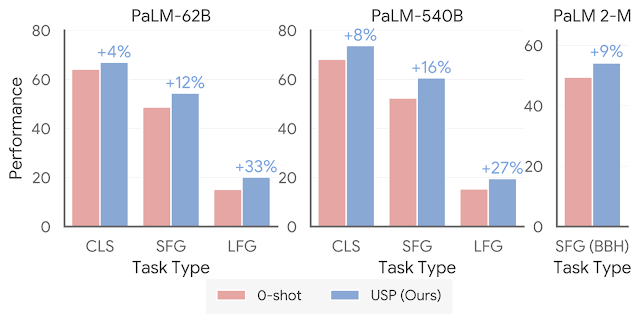 PaLM-62B
PaLM-540B
PaLM 2-M
Performance
80
60
40
20
0
+4%
+12%
+33%
CLS
SFG
LFG
Task Type
80
60
40
20
0
+8%
+16%
+27%
CLS
SFG
LFG
Task Type
60
40
20
0
+9%
SFG (BBH)
Task Type
0-shot
USP (Ours)